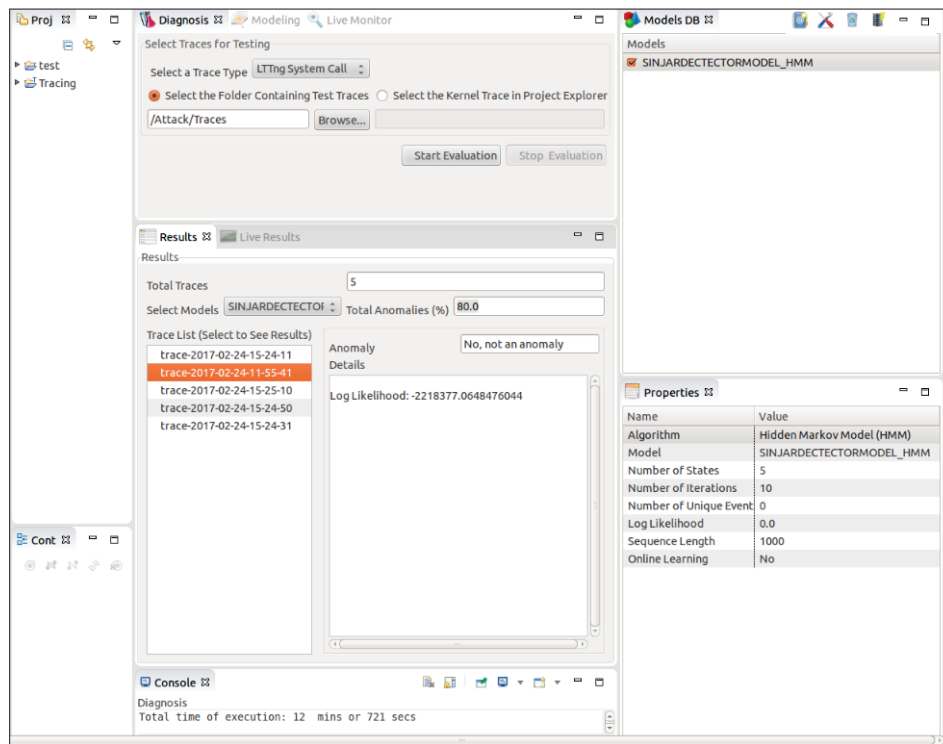 Proj
test
Tracing
Cont
Diagnosis Modeling Live Monitor
Select Traces for Testing
Select a Trace Type LTTng System Call
Select the Folder Containing Test Traces Select the Kernel Trace in Project Explorer
/Attack/Traces Browse...
Start Evaluation Stop Evaluation
Results Live Results
Results
Total Traces 5
Select Models SINJARDECTECTOR Total Anomalies (%) 80.0
Trace List (Select to See Results)
trace-2017-02-24-15-24-11
trace-2017-02-24-11-55-41
trace-2017-02-24-15-25-10
trace-2017-02-24-15-24-50
trace-2017-02-24-15-24-31
Anomaly No, not an anomaly
Details
Log Likelihood: -2218377.0648476044
Console
Diagnosis
Total time of execution: 12 mins or 721 secs
Models DB
Models
SINJARDECTECTORMODEL_HMM
Properties
Name Value
Algorithm Hidden Markov Model (HMM)
Model SINJARDECTECTORMODEL_HMM
Number of States 5
Number of Iterations 10
Number of Unique Event 0
Log Likelihood 0.0
Sequence Length 1000
Online Learning No